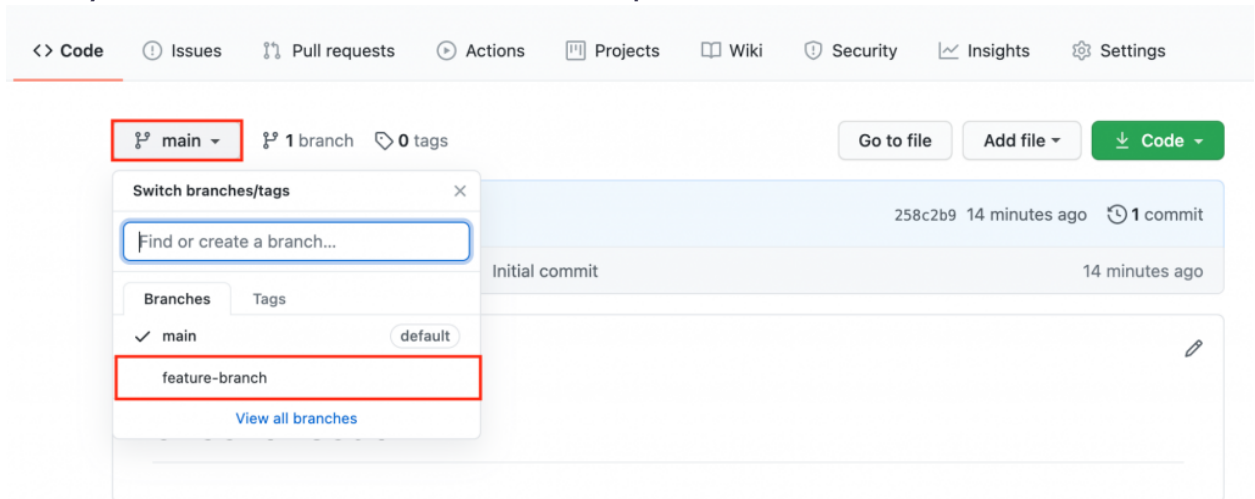 Code Issues Pull requests Actions Projects Wiki Security Insights Settings
main 1 branch 0 tags Go to file Add file Code
Switch branches/tags
258c2b9 14 minutes ago 1 commit
Find or create a branch...
Initial commit 14 minutes ago
Branches Tags
main default
feature-branch
View all branches